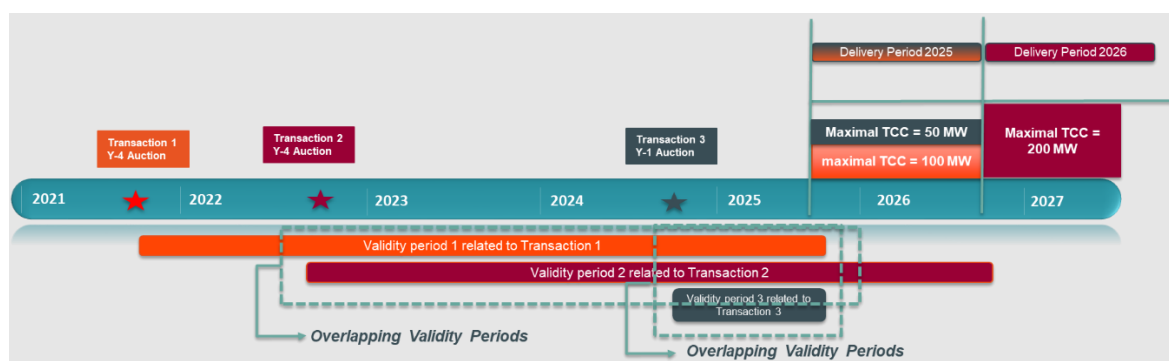 Delivery Period 2025
Delivery Period 2026
Transaction 1
Y-4 Auction
Transaction 2
Y-4 Auction
Transaction 3
Y-1 Auction
Maximal TCC = 50 MW
maximal TCC = 100 MW
Maximal TCC =
200 MW
2021
2022
2023
2024
2025
2026
2027
Validity period 1 related to Transaction 1
Validity period 2 related to Transaction 2
Validity period 3 related to
Transaction 3
Overlapping Validity Periods
Overlapping Validity Periods